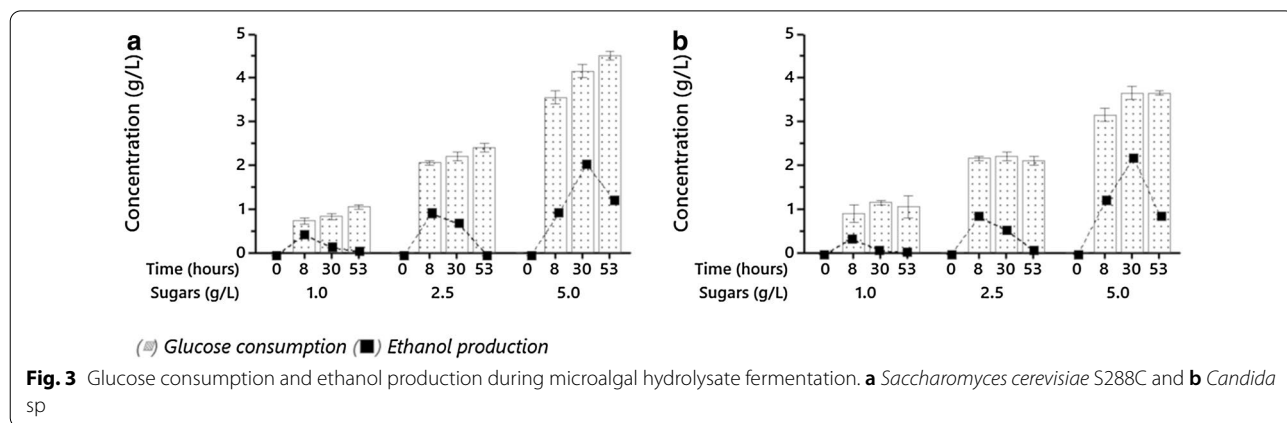 a
5
4
3
2
1
0
Concentration (g/L)
Time (hours) 0 8 30 53 0 8 30 53 0 8 30 53
Sugars (g/L) 1.0 2.5 5.0
b
5
4
3
2
1
0
Concentration (g/L)
Time (hours) 0 8 30 53 0 8 30 53 0 8 30 53
Sugars (g/L) 1.0 2.5 5.0
(▩) Glucose consumption (■) Ethanol production
Fig. 3 Glucose consumption and ethanol production during microalgal hydrolysate fermentation. a Saccharomyces cerevisiae S288C and b Candida
sp